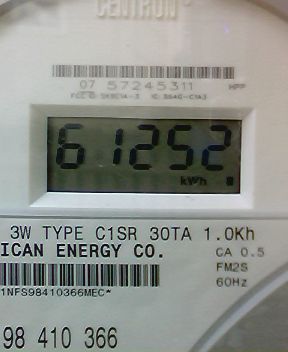 CENTRON
07 57245311 MPP
61252
kWh
3W TYPE C1SR 30TA 1.0Kh
ICAN ENERGY CO. CA 0.5
FM2S
1NFS98410366MEC* 60Hz
98 410 366